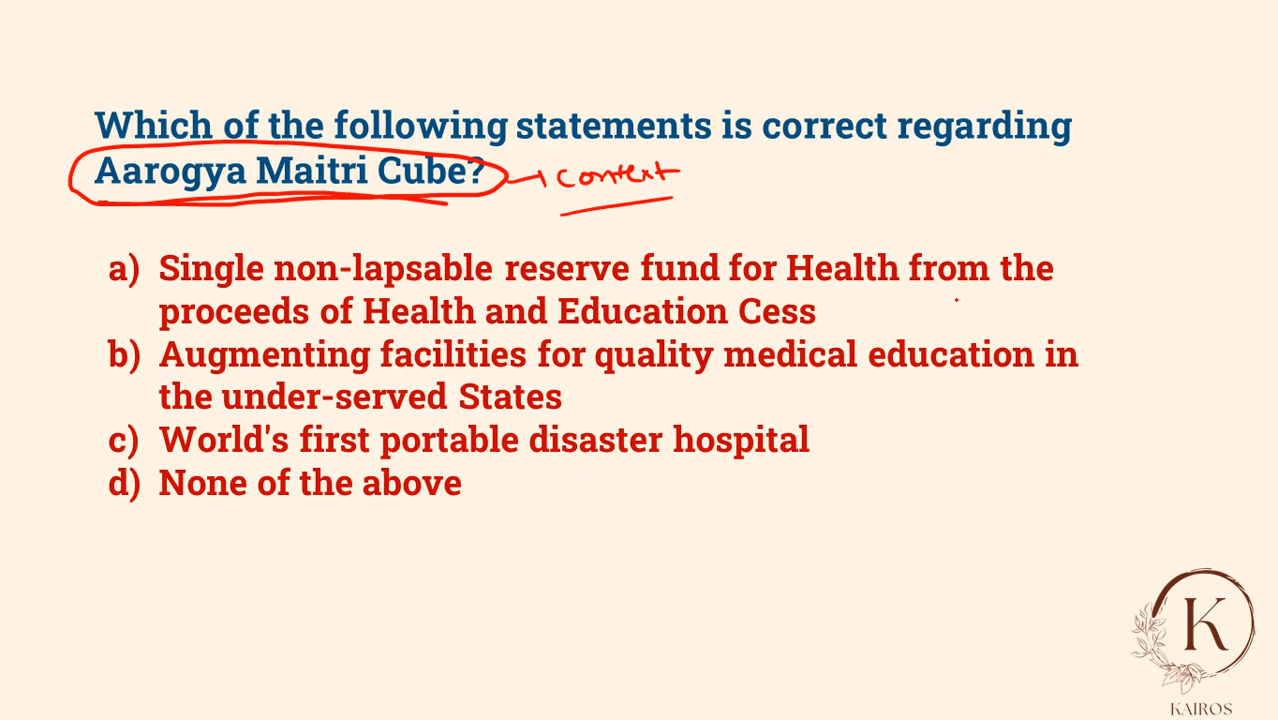 Which of the following statements is correct regarding
Aarogya Maitri Cube? context
a) Single non-lapsable reserve fund for Health from the
proceeds of Health and Education Cess
b) Augmenting facilities for quality medical education in
the under-served States
c) World's first portable disaster hospital
d) None of the above
K
KAIROS